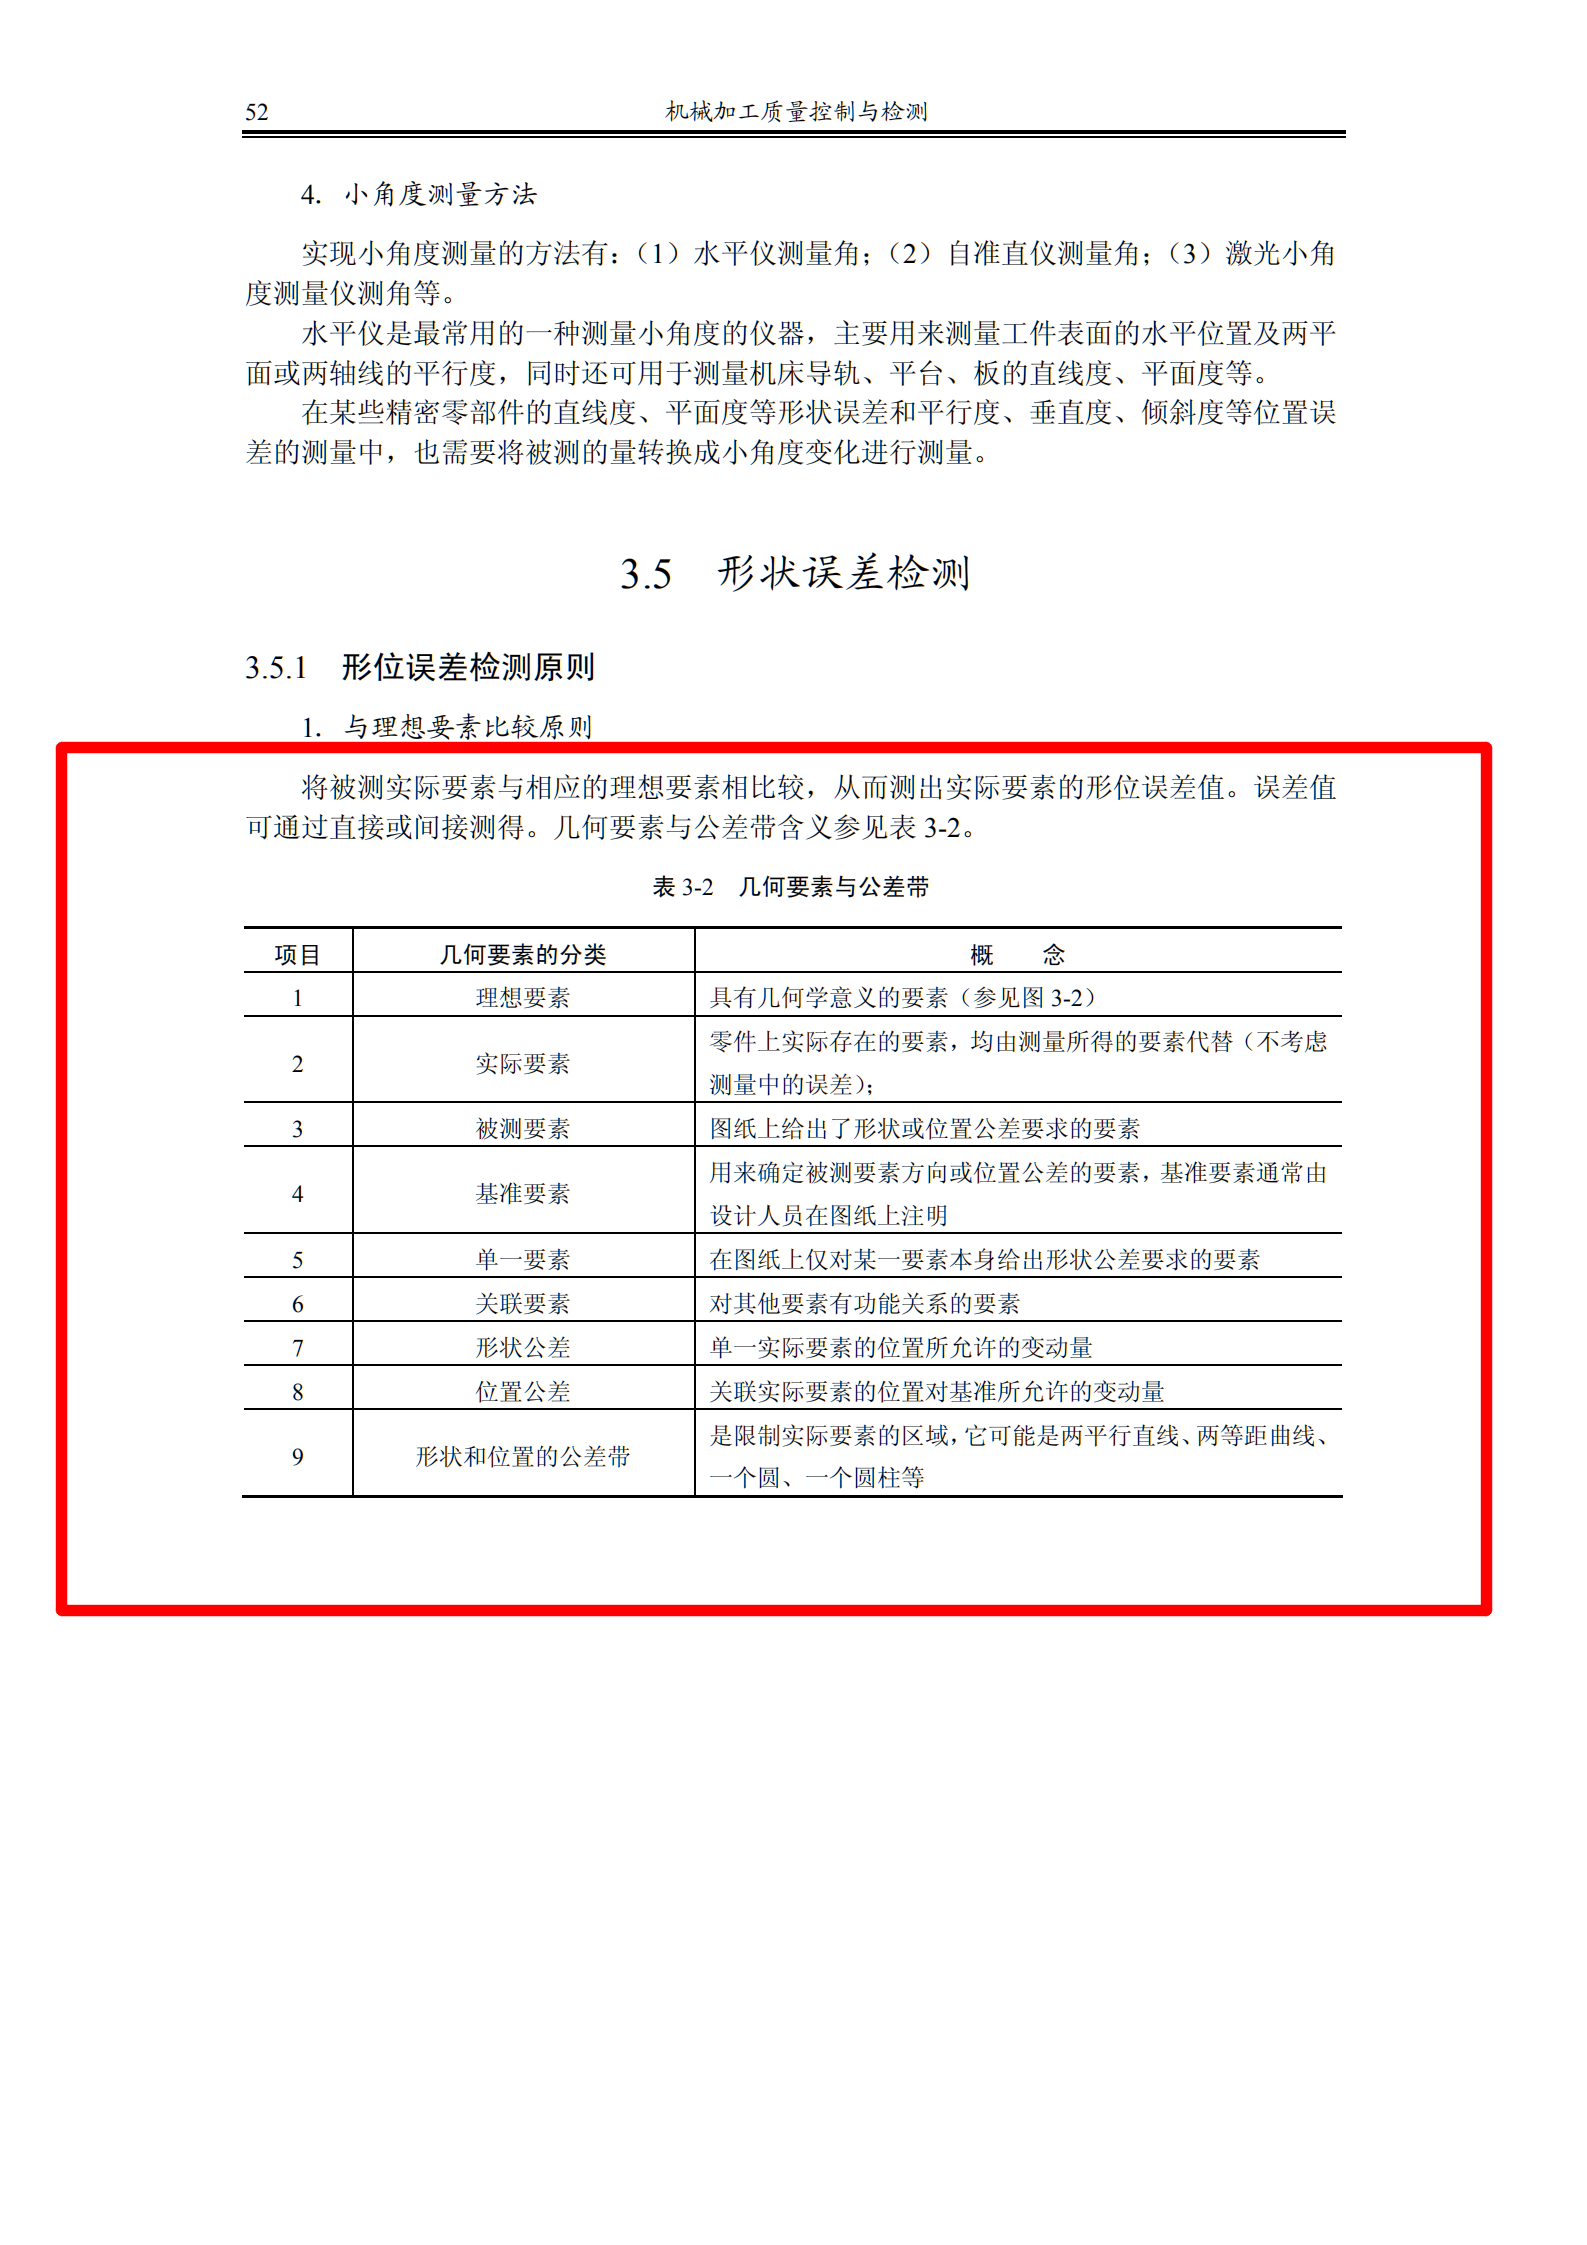 52 机械加工质量控制与检测
4. 小角度测量方法
实现小角度测量的方法有：（1）水平仪测量角；（2）自准直仪测量角；（3）激光小角
度测量仪测角等。
水平仪是最常用的一种测量小角度的仪器，主要用来测量工件表面的水平位置及两平
面或两轴线的平行度，同时还可用于测量机床导轨、平台、板的直线度、平面度等。
在某些精密零部件的直线度、平面度等形状误差和平行度、垂直度、倾斜度等位置误
差的测量中，也需要将被测的量转换成小角度变化进行测量。
3.5 形状误差检测
3.5.1 形位误差检测原则
1. 与理想要素比较原则
将被测实际要素与相应的理想要素相比较，从而测出实际要素的形位误差值。误差值
可通过直接或间接测得。几何要素与公差带含义参见表 3-2。
表 3-2 几何要素与公差带
项目 几何要素的分类 概 念
1 理想要素 具有几何学意义的要素（参见图 3-2）
2 实际要素 零件上实际存在的要素，均由测量所得的要素代替（不考虑
测量中的误差）；
3 被测要素 图纸上给出了形状或位置公差要求的要素
4 基准要素 用来确定被测要素方向或位置公差的要素，基准要素通常由
设计人员在图纸上注明
5 单一要素 在图纸上仅对某一要素本身给出形状公差要求的要素
6 关联要素 对其他要素有功能关系的要素
7 形状公差 单一实际要素的位置所允许的变动量
8 位置公差 关联实际要素的位置对基准所允许的变动量
9 形状和位置的公差带 是限制实际要素的区域，它可能是两平行直线、两等距曲线、
一个圆、一个圆柱等